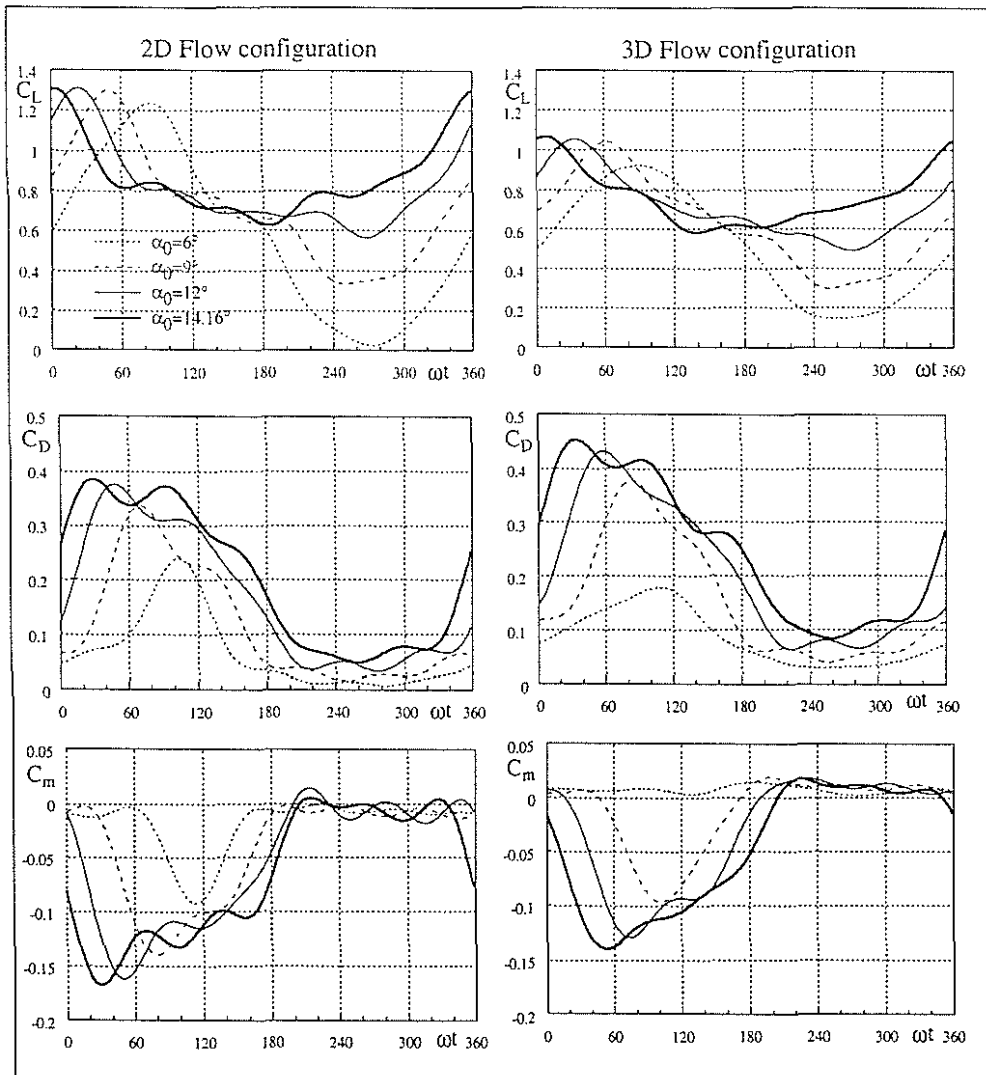 2D Flow configuration
3D Flow configuration
1.4
C_L
1.2
1
0.8
0.6
0.4
0.2
0
α0=6°
α0=9°
α0=12°
α0=14.16°
0 60 120 180 240 300 ωt 360
1.4
C_L
1.2
1
0.8
0.6
0.4
0.2
0
0 60 120 180 240 300 ωt 360
0.5
C_D
0.4
0.3
0.2
0.1
0
0 60 120 180 240 300 ωt 360
0.5
C_D
0.4
0.3
0.2
0.1
0
0 60 120 180 240 300 ωt 360
0.05
C_m
0
-0.05
-0.1
-0.15
-0.2
0 60 120 180 240 300 ωt 360
0.05
C_m
0
-0.05
-0.1
-0.15
-0.2
0 60 120 180 240 300 ωt 360